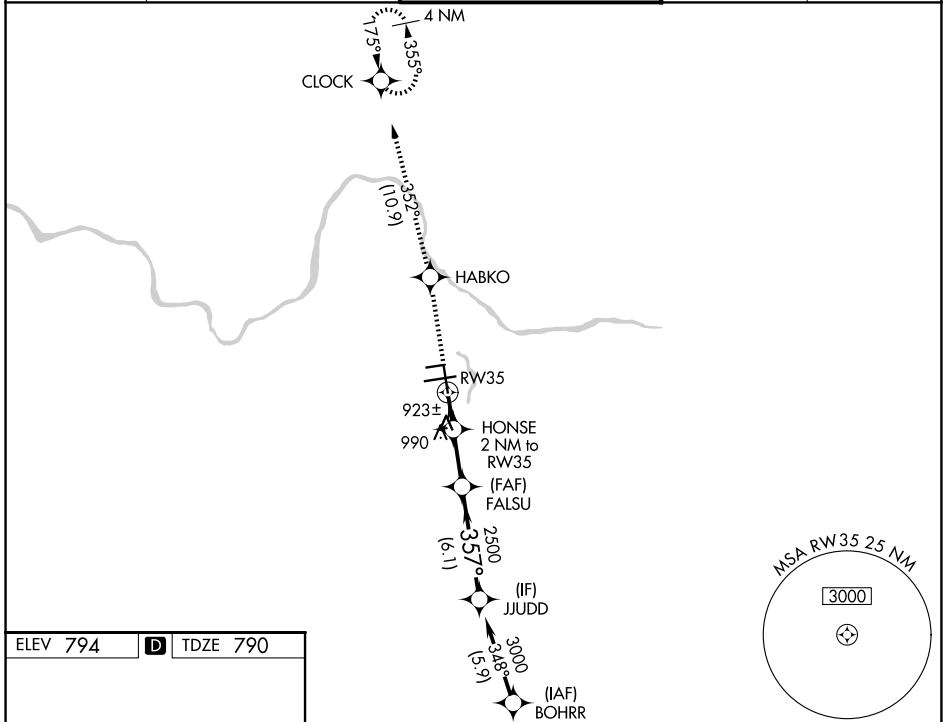 4 NM
175°
355°
CLOCK
352°
(10.9)
HABKO
RW35
923±
990
HONSE
2 NM to
RW35
(FAF)
FALSU
2500
357°
(6.1)
(IF)
JJUDD
3000
348°
(5.9)
(IAF)
BOHRR
MSA RW35 25 NM
3000
ELEV 794 D TDZE 790